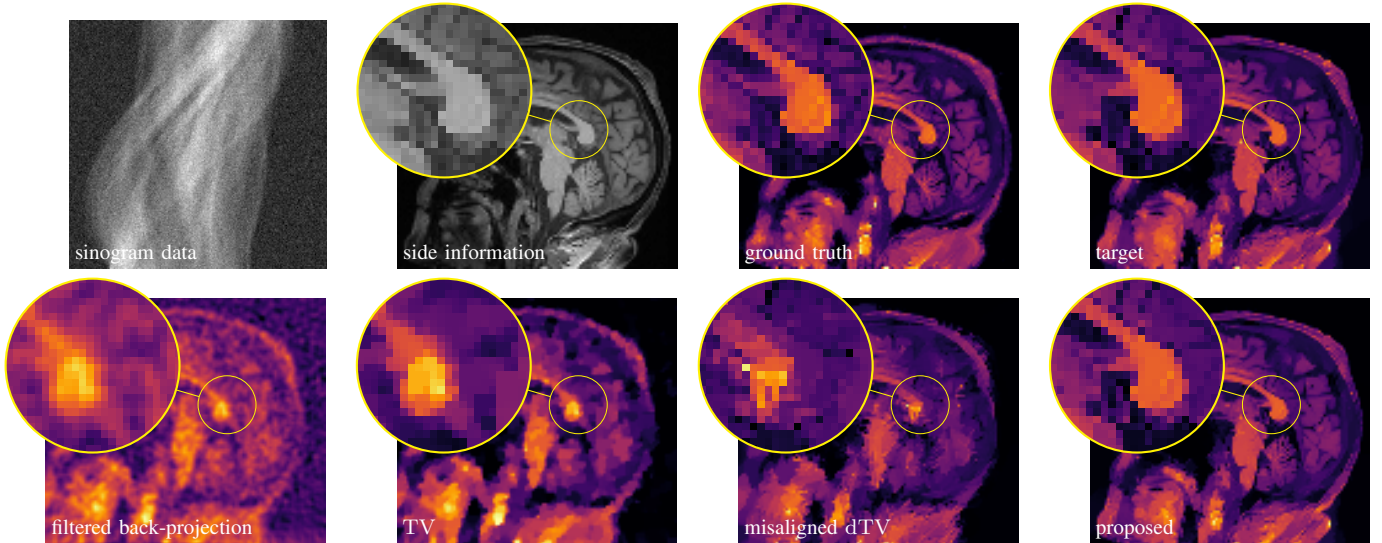 sinogram data
side information
ground truth
target
filtered back-projection
TV
misaligned dTV
proposed